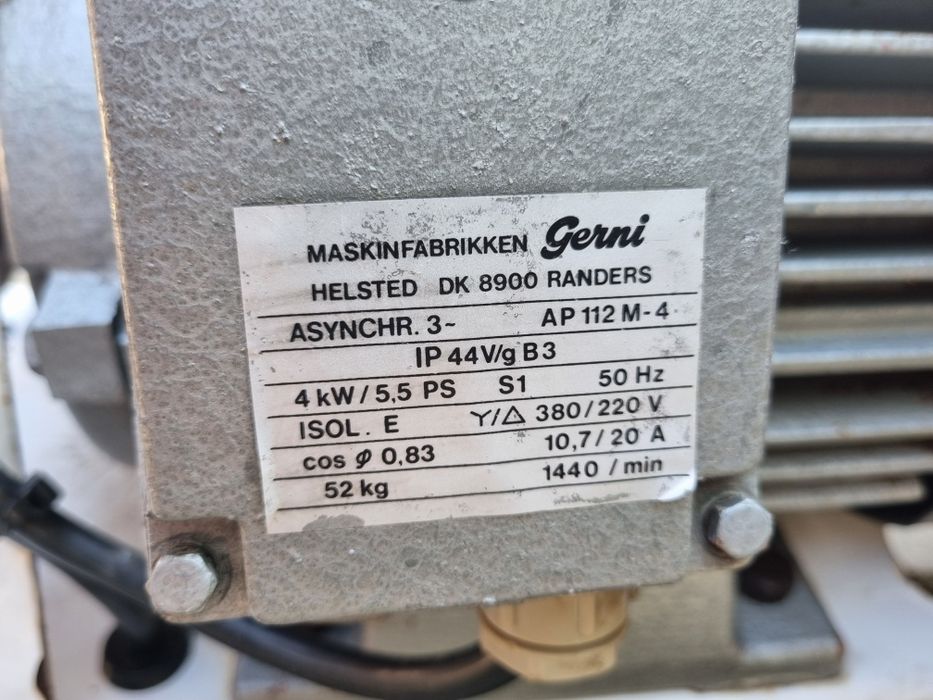 MASKINFABRIKKEN Gerni
HELSTED DK 8900 RANDERS
ASYNCHR. 3~ AP 112 M-4
IP 44V/g B3
4 kW/5,5 PS S1 50 Hz
ISOL. E Y/△ 380/220 V
cos φ 0,83 10,7/20 A
52 kg 1440 /min